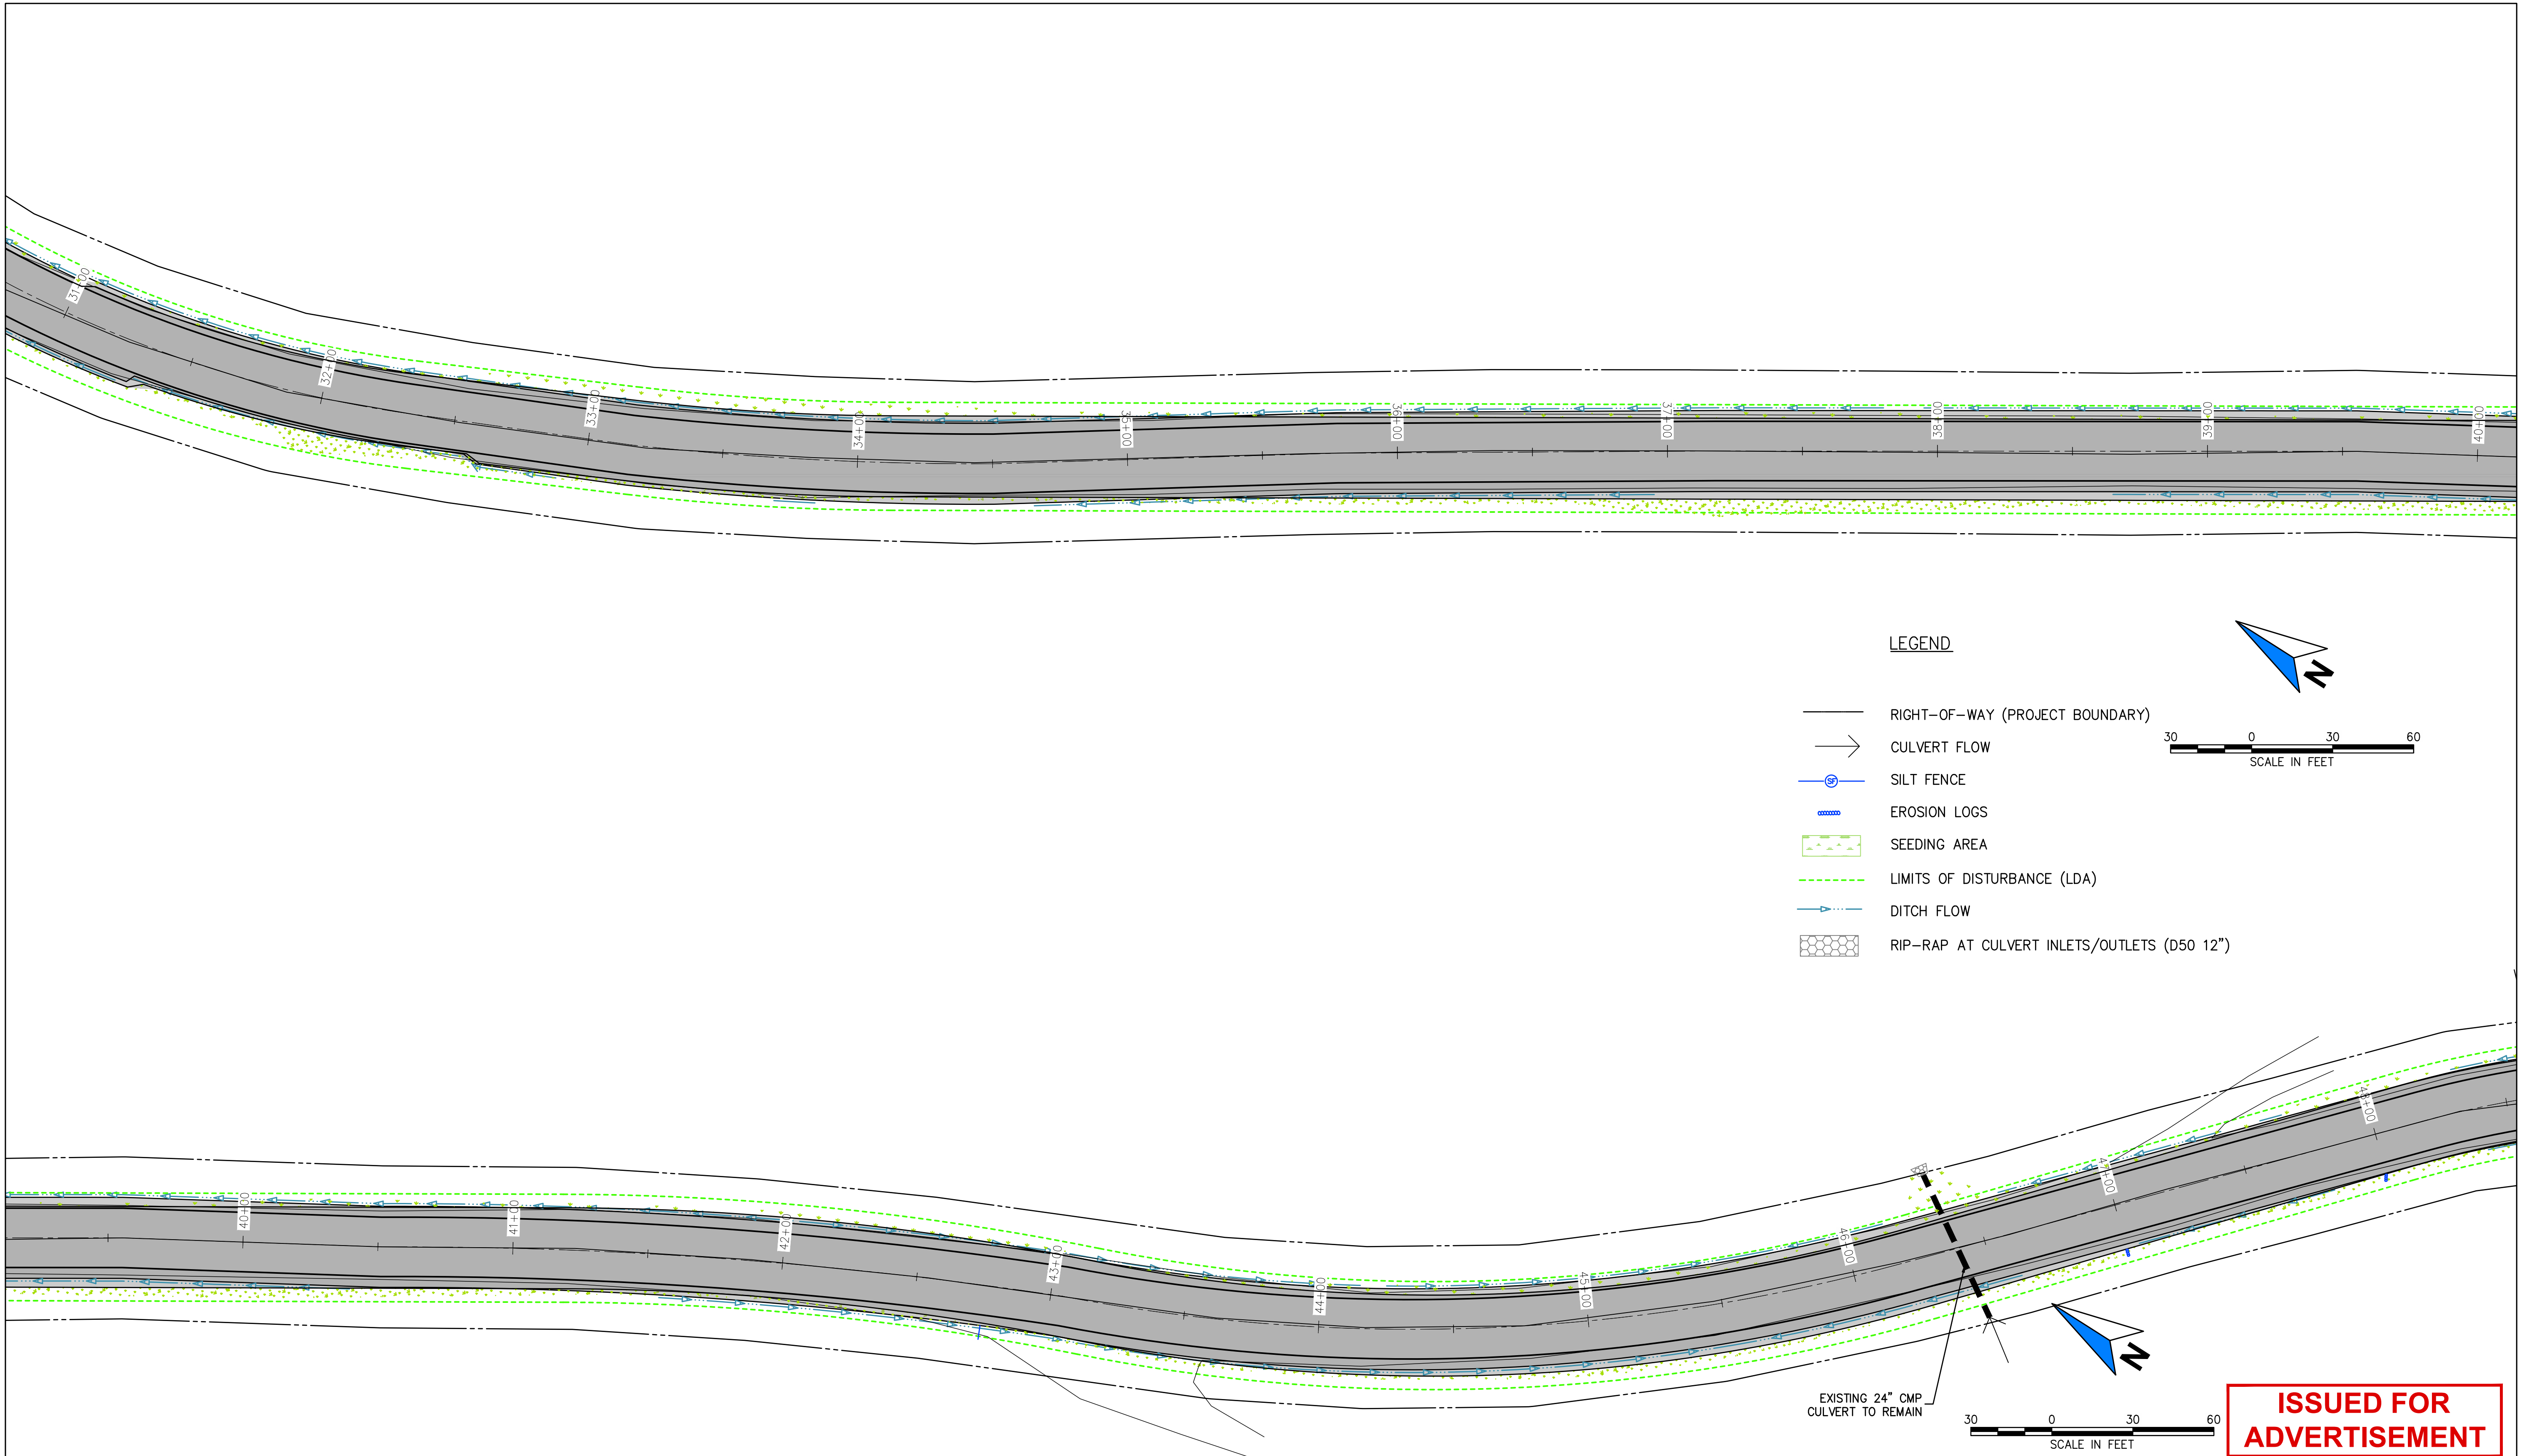 31+00
32+00
33+00
34+00
35+00
36+00
37+00
38+00
39+00
40+00
LEGEND
N
RIGHT-OF-WAY (PROJECT BOUNDARY)
CULVERT FLOW
30 0 30 60
SCALE IN FEET
SF SILT FENCE
EROSION LOGS
SEEDING AREA
LIMITS OF DISTURBANCE (LDA)
DITCH FLOW
RIP-RAP AT CULVERT INLETS/OUTLETS (D50 12")
40+00
41+00
42+00
43+00
44+00
45+00
46+00
47+00
48+00
N
EXISTING 24" CMP
CULVERT TO REMAIN
30 0 30 60
SCALE IN FEET
ISSUED FOR
ADVERTISEMENT